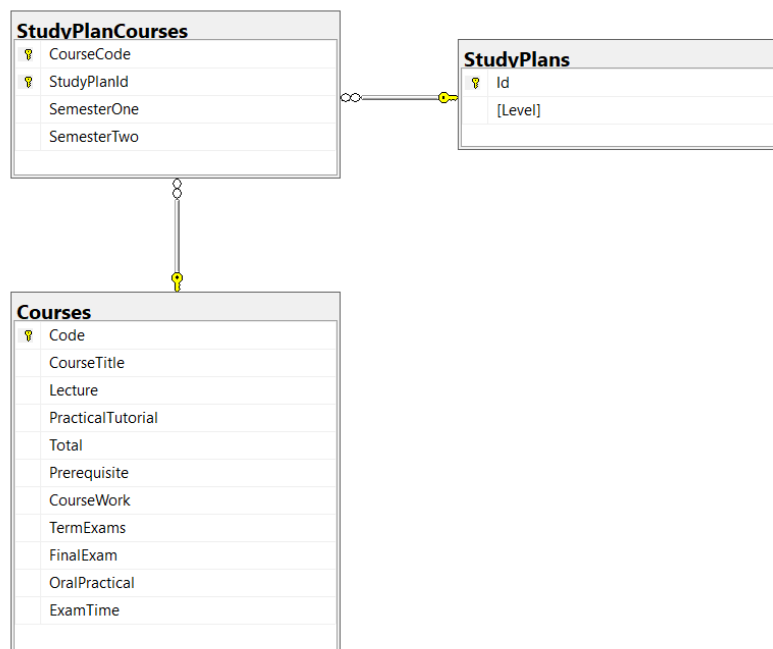 StudyPlanCourses
CourseCode
StudyPlanId
SemesterOne
SemesterTwo
StudyPlans
Id
[Level]
Courses
Code
CourseTitle
Lecture
PracticalTutorial
Total
Prerequisite
CourseWork
TermExams
FinalExam
OralPractical
ExamTime